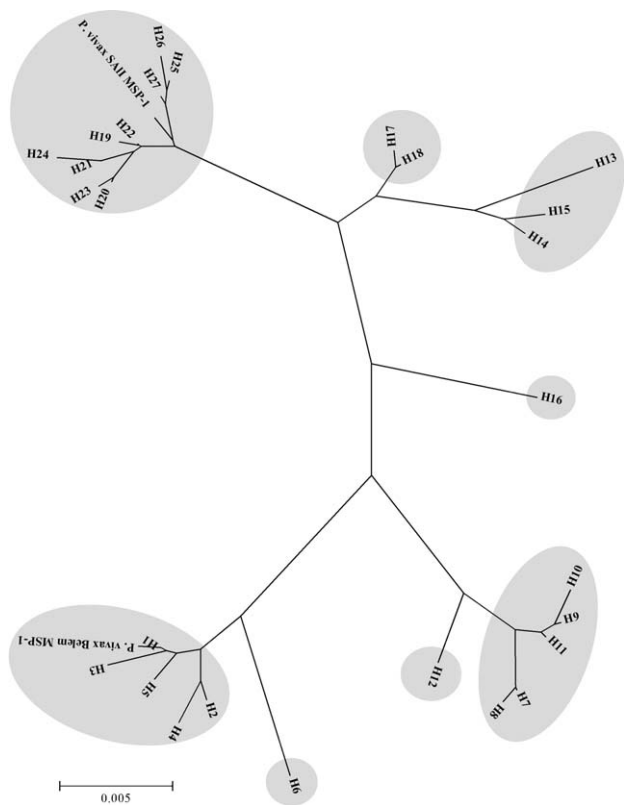 H26
H25
H27
P. vivax SAII MSP-1
H22
H19
H24
H21
H23
H20
H17
H18
H13
H15
H14
H16
H10
H9
H11
H7
H8
H12
H1
P. vivax Belem MSP-1
H3
H5
H2
H4
H6
0.005